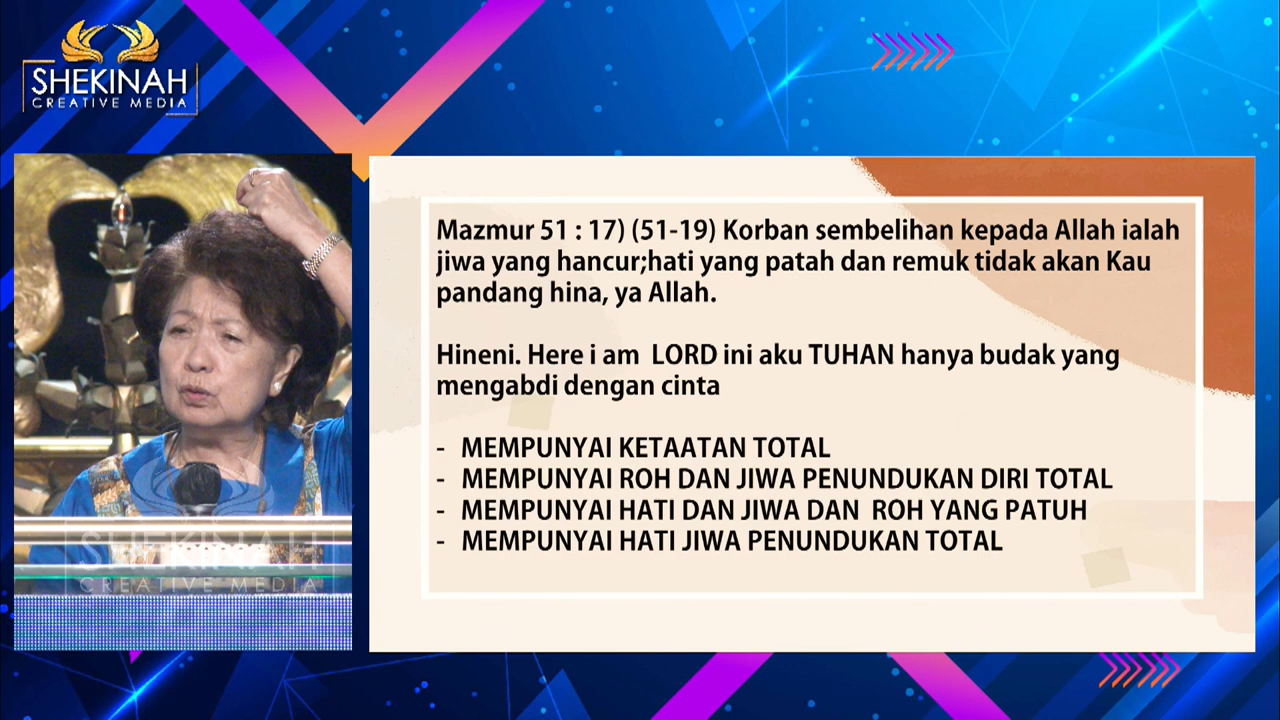 SHEKINAH
CREATIVE MEDIA
Mazmur 51 : 17) (51-19) Korban sembelihan kepada Allah ialah
jiwa yang hancur;hati yang patah dan remuk tidak akan Kau
pandang hina, ya Allah.
Hineni. Here i am  LORD ini aku TUHAN hanya budak yang
mengabdi dengan cinta
- MEMPUNYAI KETAATAN TOTAL
- MEMPUNYAI ROH DAN JIWA PENUNDUKAN DIRI TOTAL
- MEMPUNYAI HATI DAN JIWA DAN  ROH YANG PATUH
- MEMPUNYAI HATI JIWA PENUNDUKAN TOTAL
SHEKINAH
CREATIVE MEDIA